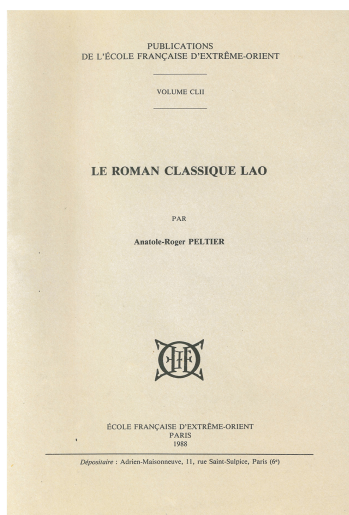 PUBLICATIONS
DE L'ÉCOLE FRANÇAISE D'EXTRÊME-ORIENT
VOLUME CLII
LE ROMAN CLASSIQUE LAO
PAR
Anatole-Roger PELTIER
ÉCOLE FRANÇAISE D'EXTRÊME-ORIENT
PARIS
1988
Dépositaire : Adrien-Maisonneuve, 11, rue Saint-Sulpice, Paris (6e)